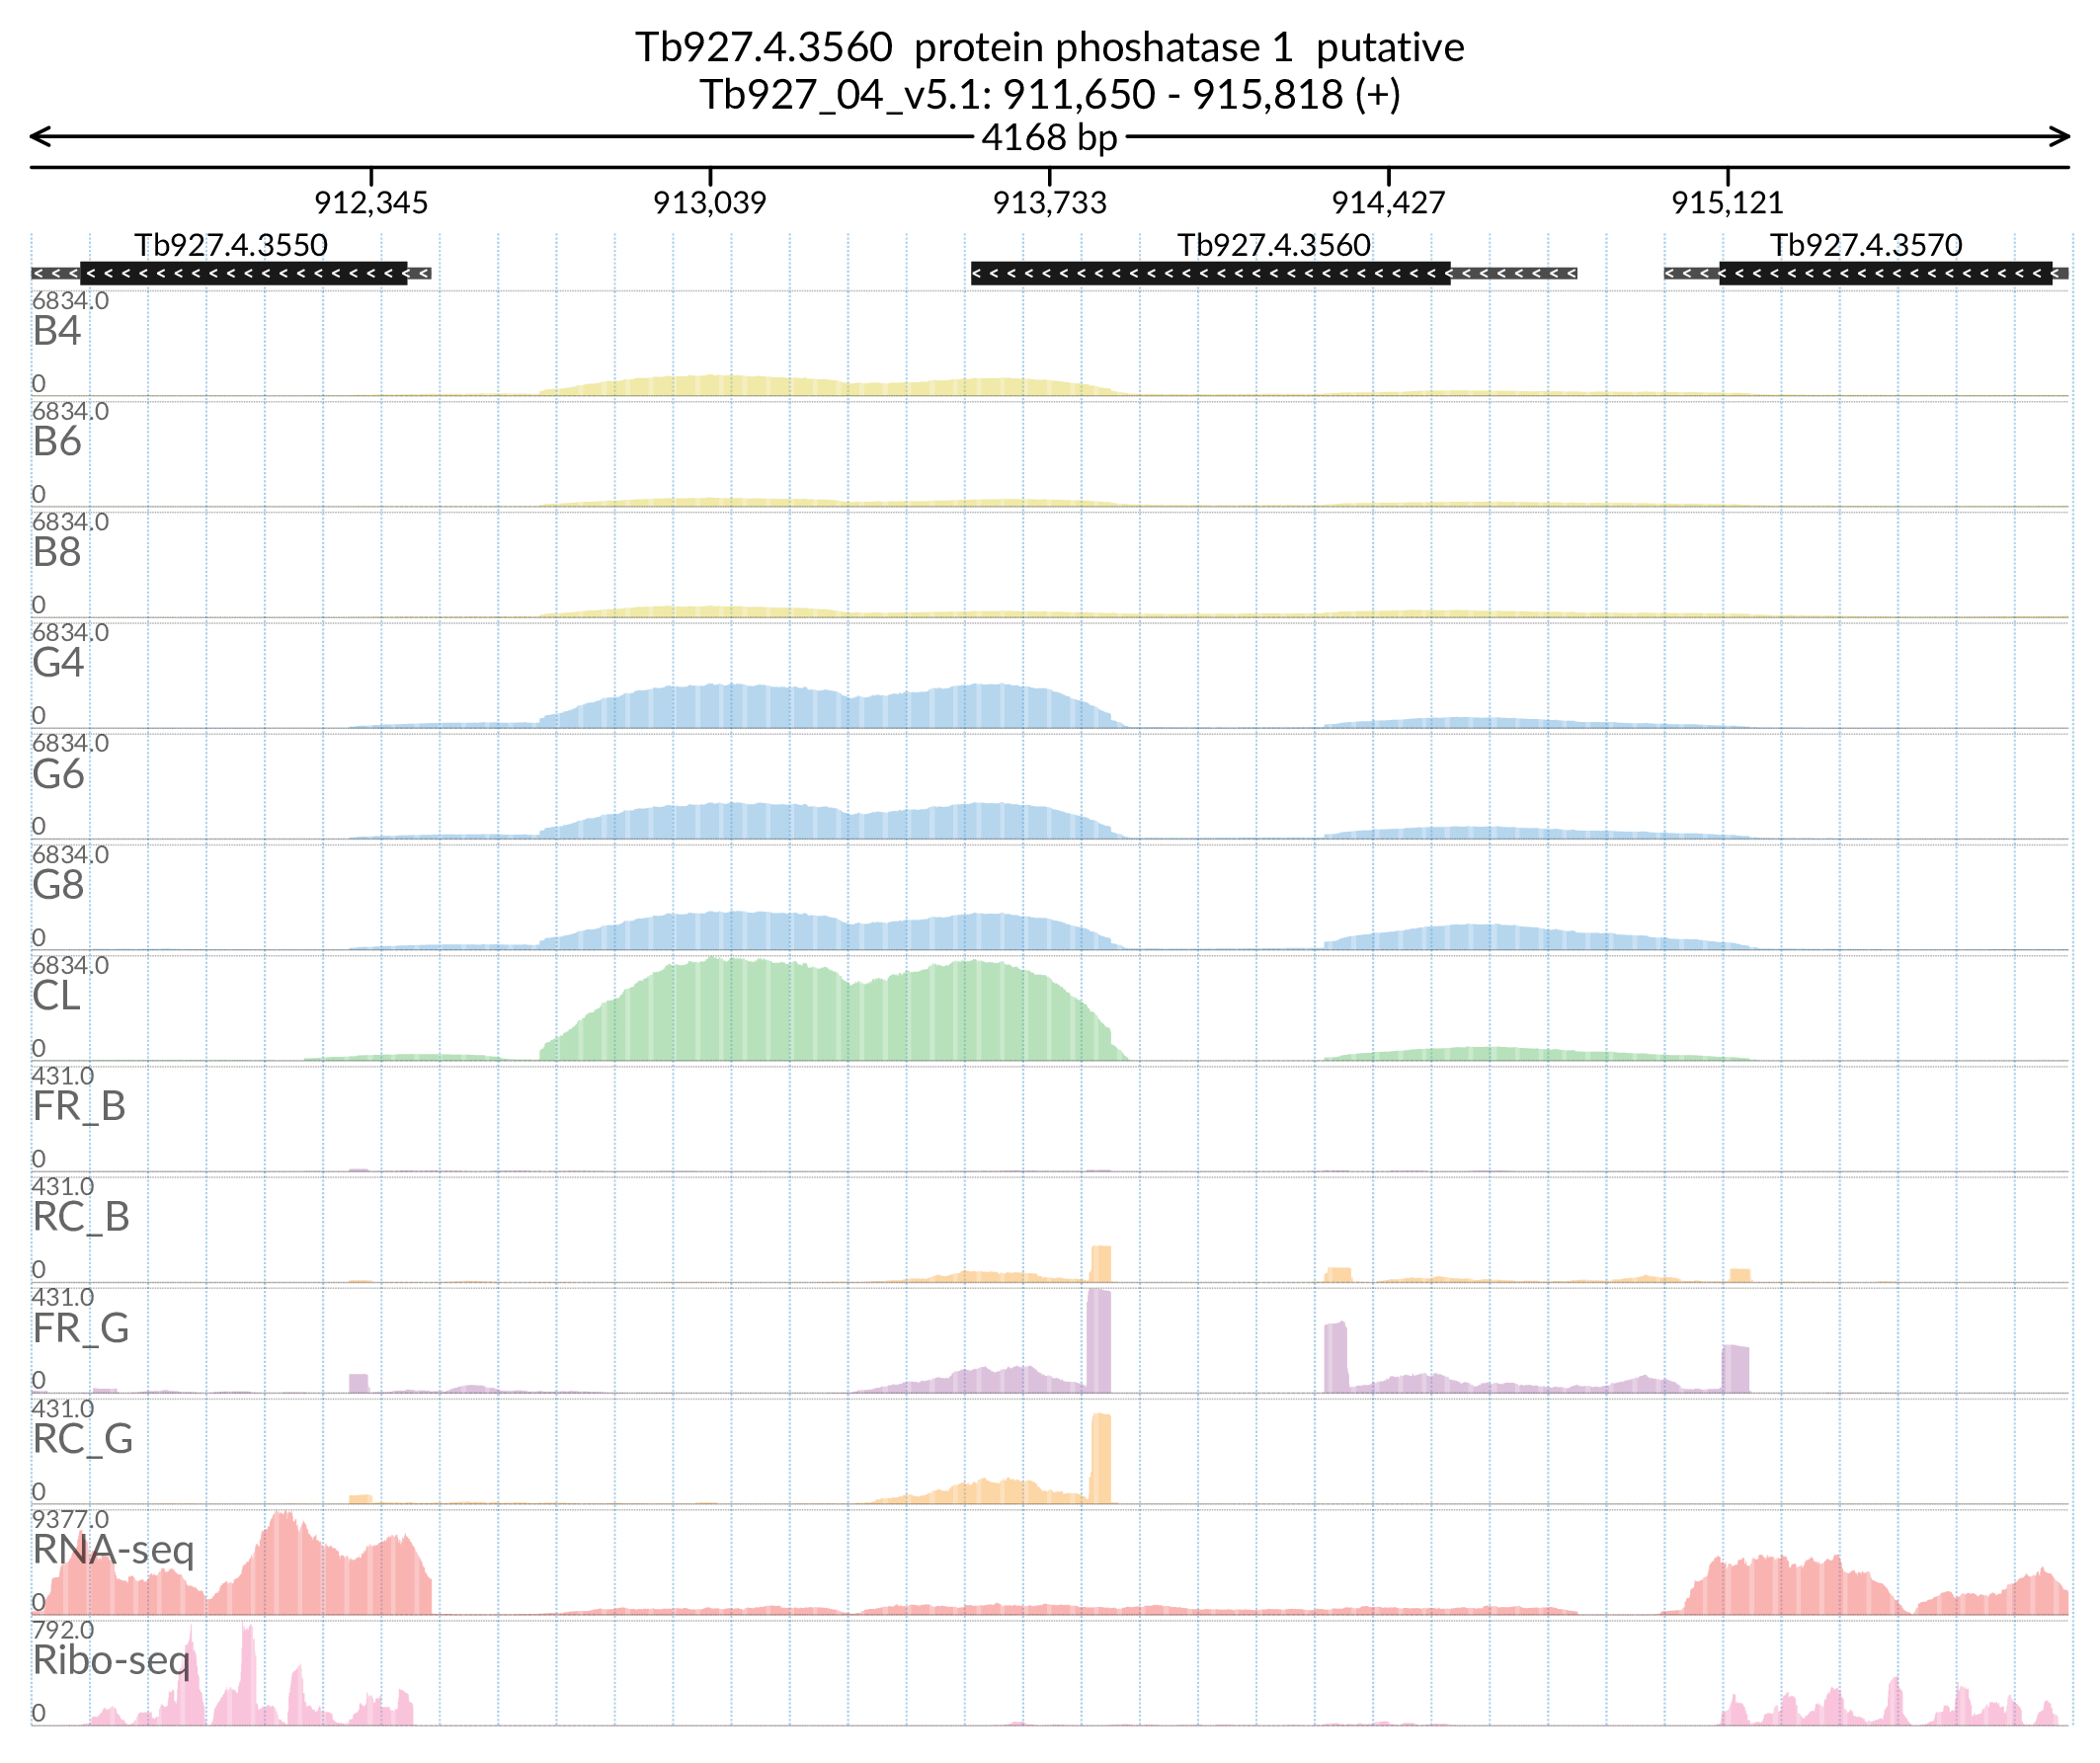 Tb927.4.3560 protein phoshatase 1 putative
Tb927_04_v5.1: 911,650 - 915,818 (+)
4168 bp
912,345 913,039 913,733 914,427 915,121
Tb927.4.3550 Tb927.4.3560 Tb927.4.3570
6834.0
B4
0
6834.0
B6
0
6834.0
B8
0
6834.0
G4
0
6834.0
G6
0
6834.0
G8
0
6834.0
CL
0
431.0
FR_B
0
431.0
RC_B
0
431.0
FR_G
0
431.0
RC_G
0
9377.0
RNA-seq
0
792.0
Ribo-seq
0